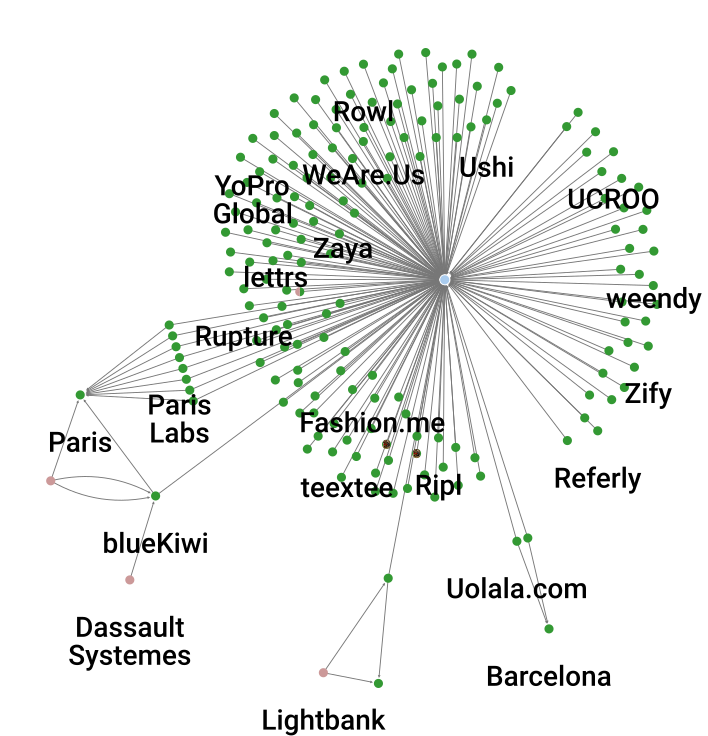 Rowl
WeAre.Us
Ushi
YoPro
Global
UCROO
Zaya
lettrs
weendy
Rupture
Zify
Paris
Labs
Fashion.me
Paris
Referly
teextee
Ripl
blueKiwi
Uolala.com
Dassault
Systemes
Barcelona
Lightbank